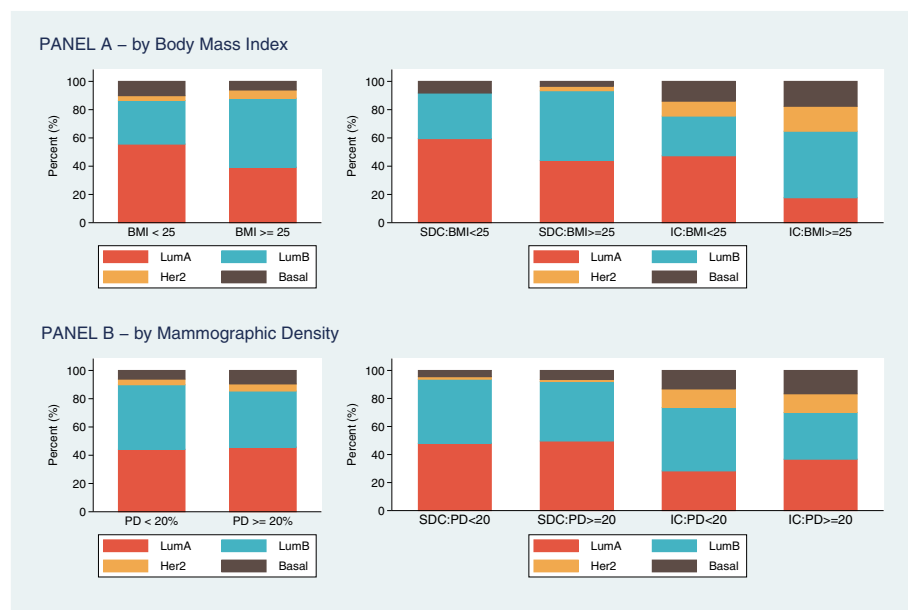 PANEL A – by Body Mass Index
100
80
60
40
20
0
Percent (%)
BMI < 25 BMI >= 25
LumA LumB
Her2 Basal
100
80
60
40
20
0
Percent (%)
SDC:BMI<25 SDC:BMI>=25 IC:BMI<25 IC:BMI>=25
LumA LumB
Her2 Basal
PANEL B – by Mammographic Density
100
80
60
40
20
0
Percent (%)
PD < 20% PD >= 20%
LumA LumB
Her2 Basal
100
80
60
40
20
0
Percent (%)
SDC:PD<20 SDC:PD>=20 IC:PD<20 IC:PD>=20
LumA LumB
Her2 Basal